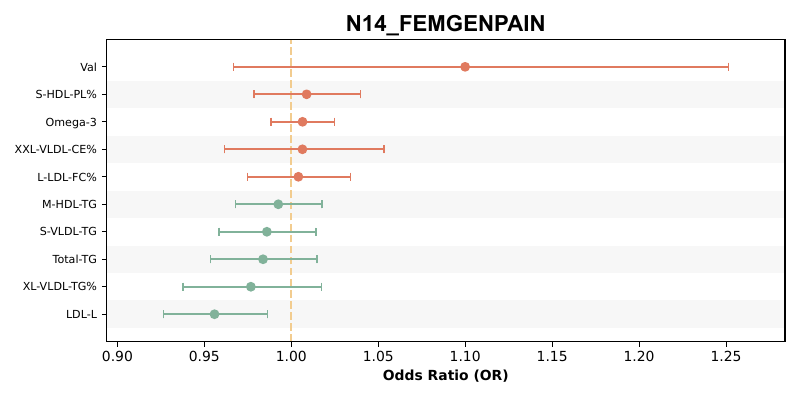 N14_FEMGENPAIN
Val
S-HDL-PL%
Omega-3
XXL-VLDL-CE%
L-LDL-FC%
M-HDL-TG
S-VLDL-TG
Total-TG
XL-VLDL-TG%
LDL-L
0.90 0.95 1.00 1.05 1.10 1.15 1.20 1.25
Odds Ratio (OR)